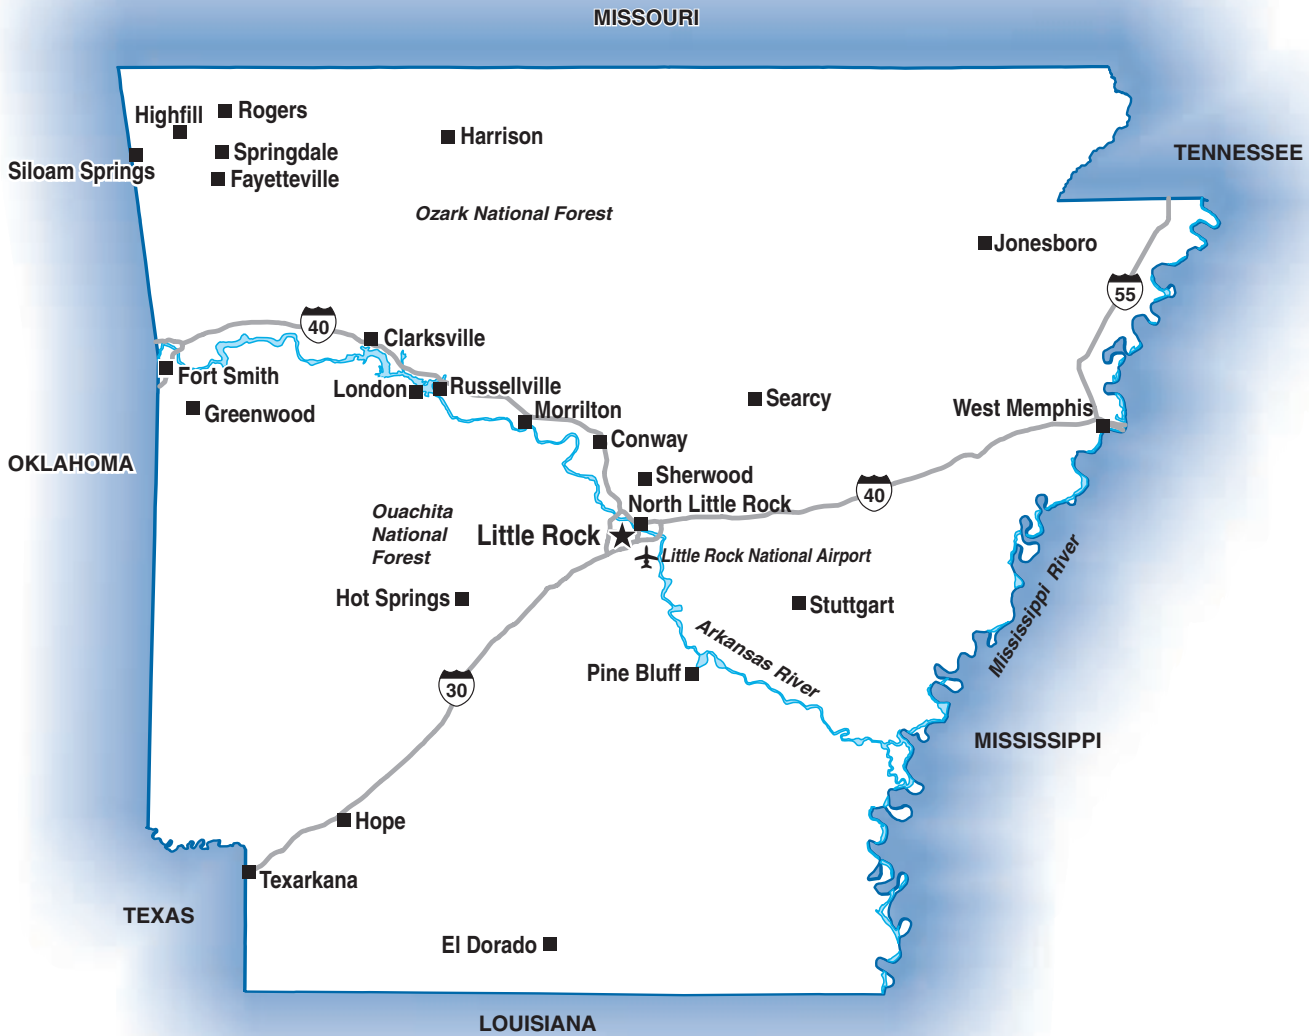 MISSOURI
Highfill
Rogers
Harrison
Springdale
TENNESSEE
Siloam Springs
Fayetteville
Ozark National Forest
Jonesboro
55
40
Clarksville
Fort Smith
London
Russellville
Searcy
Greenwood
Morrilton
West Memphis
Conway
OKLAHOMA
Sherwood
40
North Little Rock
Ouachita
National
Forest
Little Rock
Little Rock National Airport
Mississippi River
Hot Springs
Stuttgart
Arkansas River
Pine Bluff
30
MISSISSIPPI
Hope
Texarkana
TEXAS
El Dorado
LOUISIANA